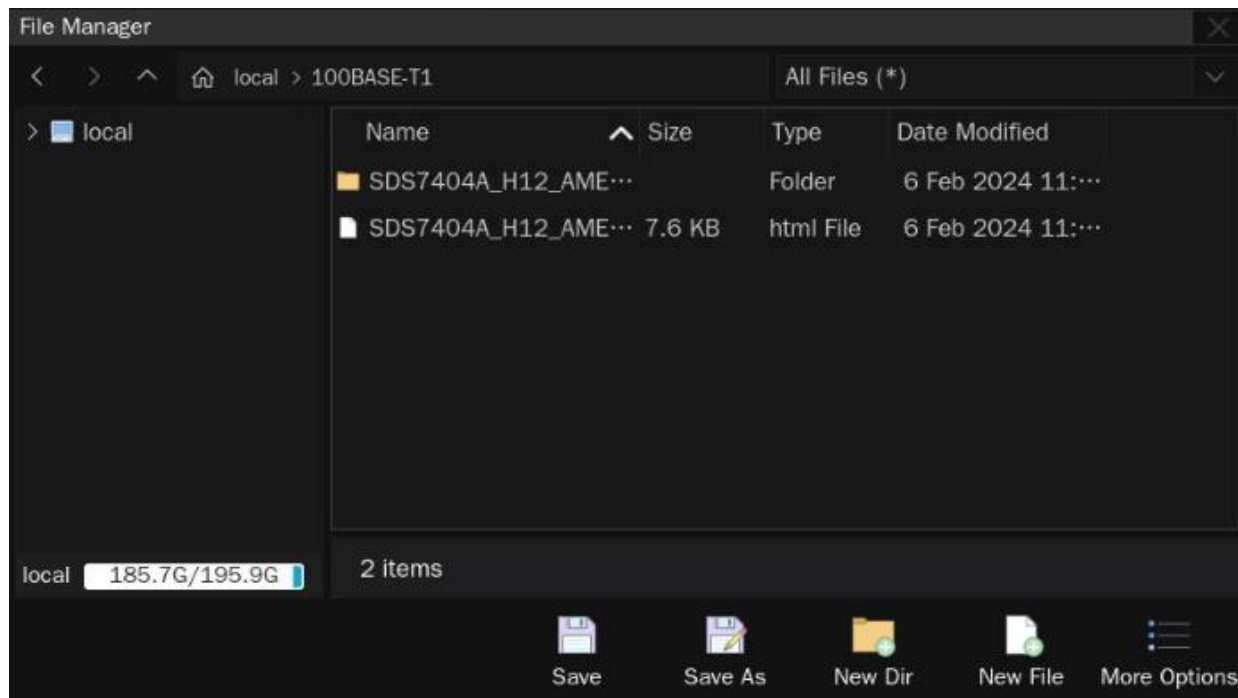 File Manager
local > 100BASE-T1
All Files (*)
local
Name Size Type Date Modified
SDS7404A_H12_AME··· Folder 6 Feb 2024 11:···
SDS7404A_H12_AME··· 7.6 KB html File 6 Feb 2024 11:···
local 185.7G/195.9G
2 items
Save Save As New Dir New File More Options